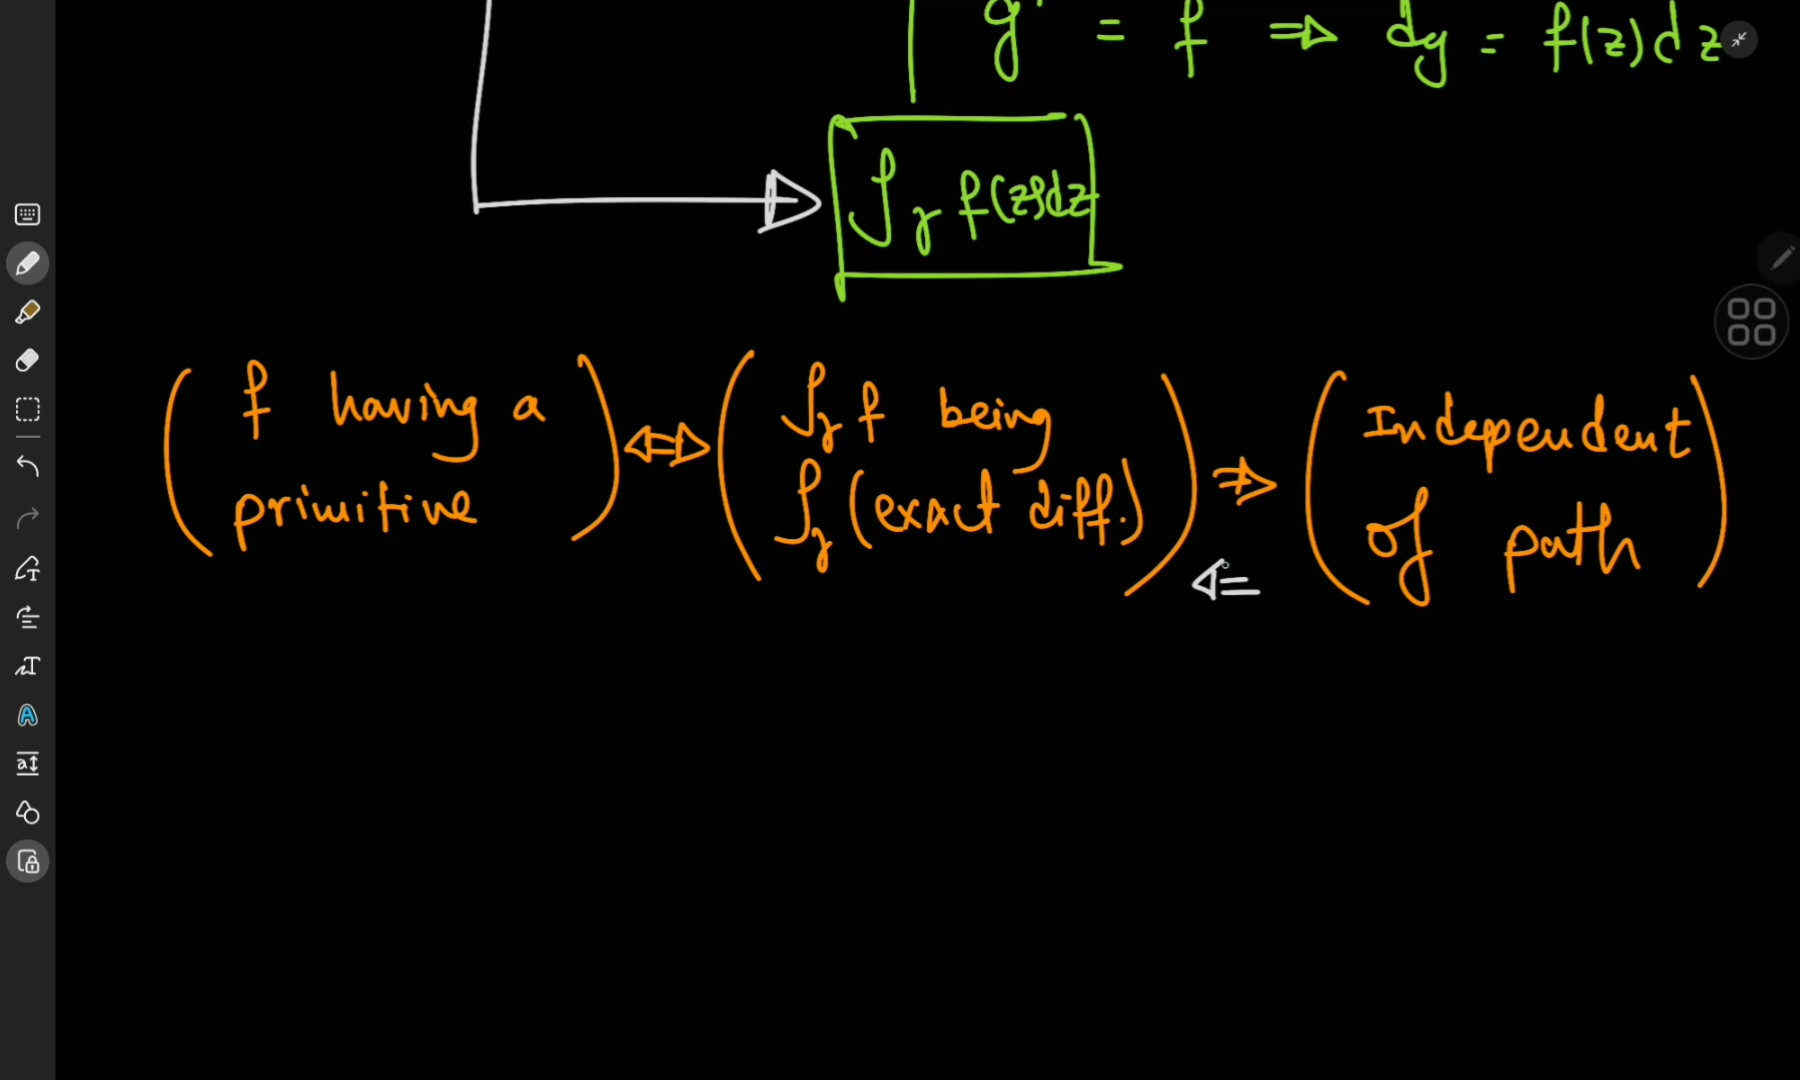 g' = f ⇒ dg = f(z)dz
∫γ f(z)dz
( f having a primitive ) ⇔ ( ∫γ f being ∫γ (exact diff.) ) ⇒ ( Independent of path )
⇐